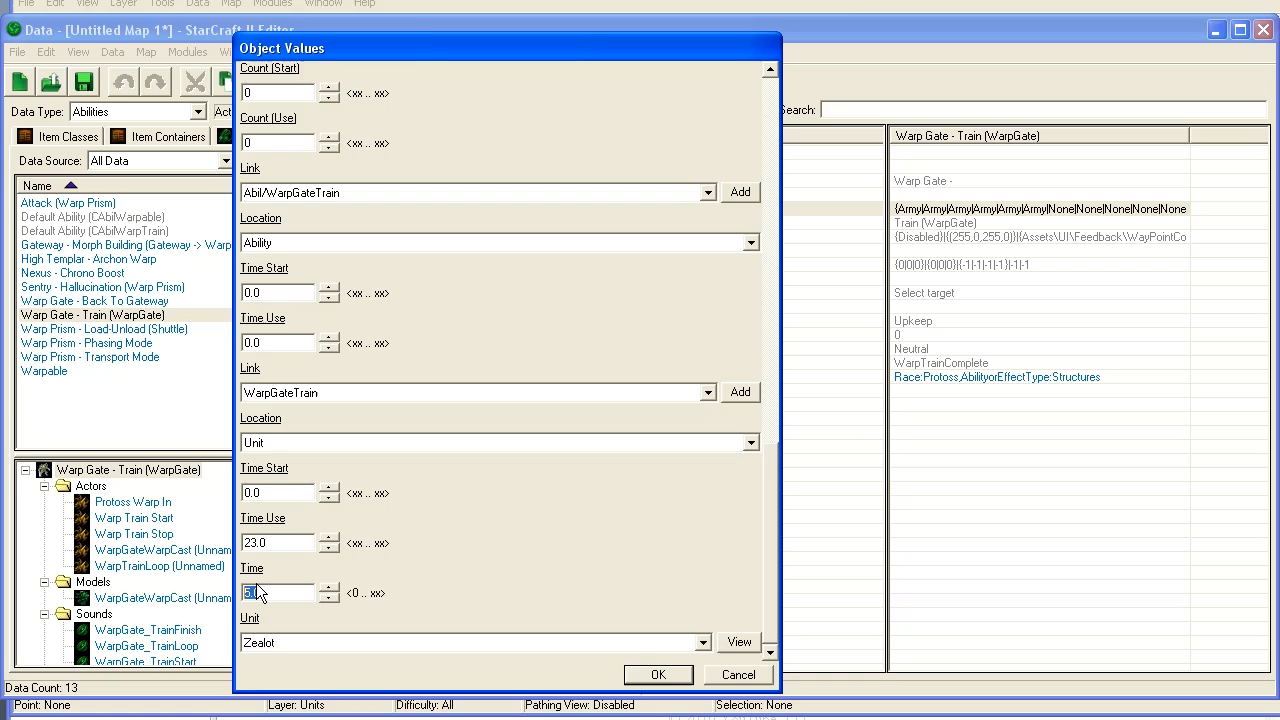 File Edit View Layer Tools Data Map Modules Window Help
Data - [Untitled Map 1*] - StarCraft II Editor
File Edit View Data Map Modules
Data Type: Abilities
Search:
Item Classes Item Containers
Data Source: All Data
Name
Attack (Warp Prism)
Default Ability (CAbilWarpable)
Default Ability (CAbilWarpTrain)
Gateway - Morph Building (Gateway -> Warp
High Templar - Archon Warp
Nexus - Chrono Boost
Sentry - Hallucination (Warp Prism)
Warp Gate - Back To Gateway
Warp Gate - Train (WarpGate)
Warp Prism - Load-Unload (Shuttle)
Warp Prism - Phasing Mode
Warp Prism - Transport Mode
Warpable
Warp Gate - Train (WarpGate)
Actors
Protoss Warp In
Warp Train Start
Warp Train Stop
WarpGateWarpCast (Unnam
WarpTrainLoop (Unnamed)
Models
WarpGateWarpCast (Unnam
Sounds
WarpGate_TrainFinish
WarpGate_TrainLoop
WarpGate_TrainStart
Data Count: 13
Object Values
Count (Start)
0 <xx .. xx>
Count (Use)
0 <xx .. xx>
Link
Abil/WarpGateTrain Add
Location
Ability
Time Start
0.0 <xx .. xx>
Time Use
0.0 <xx .. xx>
Link
WarpGateTrain Add
Location
Unit
Time Start
0.0 <xx .. xx>
Time Use
23.0 <xx .. xx>
Time
<0 .. xx>
Unit
Zealot View
OK Cancel
Warp Gate - Train (WarpGate)
Warp Gate -
{Army|Army|Army|Army|Army|Army|None|None|None|None|None
Train (WarpGate)
{Disabled}|{(255,0,255,0)}|{Assets\UI\Feedback\WayPointCo
{0|0|0}|{0|0|0}|{-1|-1|-1|-1}|-1|-1
Select target
Upkeep
0
Neutral
WarpTrainComplete
Race:Protoss,AbilityorEffectType:Structures
Point: None Layer: Units Difficulty: All Pathing View: Disabled Selection: None